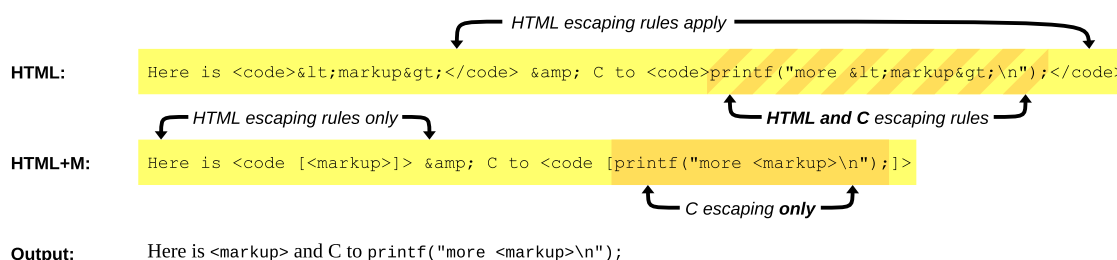 HTML escaping rules apply
HTML: Here is <code>&lt;markup&gt;</code> &amp; C to <code>printf("more &lt;markup&gt;\n");</code>
HTML escaping rules only HTML and C escaping rules
HTML+M: Here is <code [<markup>]> &amp; C to <code [printf("more <markup>\n");]>
C escaping only
Output: Here is <markup> and C to printf("more <markup>\n");